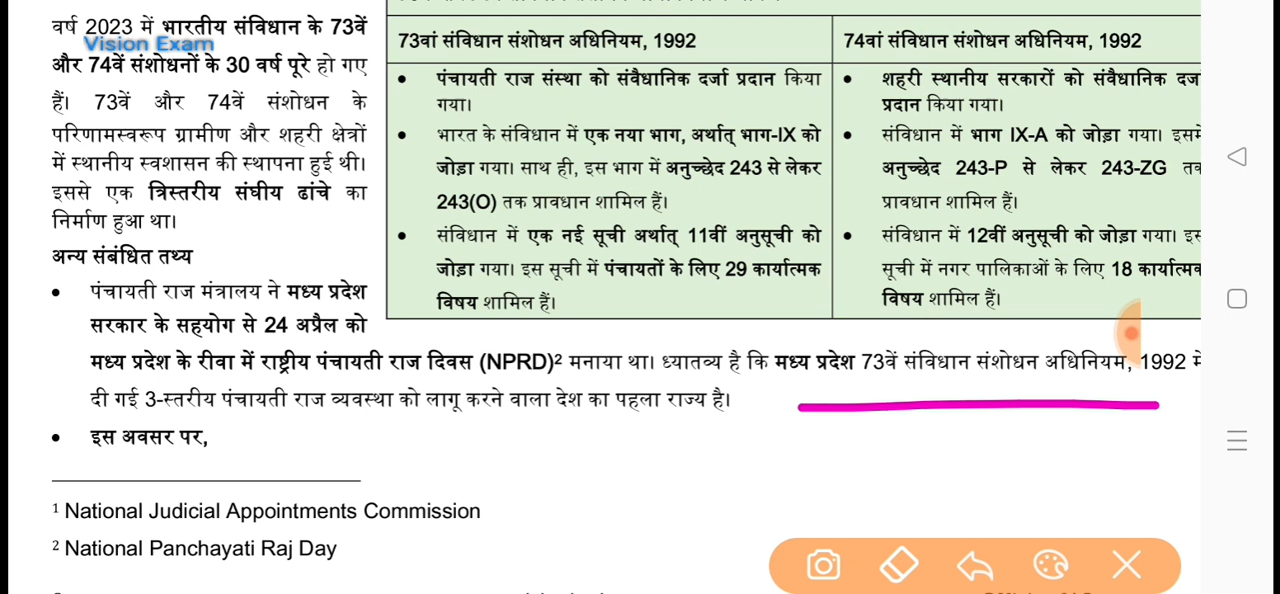 वर्ष 2023 में भारतीय संविधान के 73वें
Vision Exam
और 74वें संशोधनों के 30 वर्ष पूरे हो गए
हैं। 73वें और 74वें संशोधन के
परिणामस्वरूप ग्रामीण और शहरी क्षेत्रों
में स्थानीय स्वशासन की स्थापना हुई थी।
इससे एक त्रिस्तरीय संघीय ढांचे का
निर्माण हुआ था।
73वां संविधान संशोधन अधिनियम, 1992
• पंचायती राज संस्था को संवैधानिक दर्जा प्रदान किया
गया।
• भारत के संविधान में एक नया भाग, अर्थात् भाग-IX को
जोड़ा गया। साथ ही, इस भाग में अनुच्छेद 243 से लेकर
243(O) तक प्रावधान शामिल हैं।
• संविधान में एक नई सूची अर्थात् 11वीं अनुसूची को
जोड़ा गया। इस सूची में पंचायतों के लिए 29 कार्यात्मक
विषय शामिल हैं।
74वां संविधान संशोधन अधिनियम, 1992
• शहरी स्थानीय सरकारों को संवैधानिक
प्रदान किया गया।
• संविधान में भाग IX-A को जोड़ा गया।
अनुच्छेद 243-P से लेकर 243-ZG
प्रावधान शामिल हैं।
• संविधान में 12वीं अनुसूची को जोड़ा गया।
सूची में नगर पालिकाओं के लिए 18
विषय शामिल हैं।
अन्य संबंधित तथ्य
• पंचायती राज मंत्रालय ने मध्य प्रदेश
सरकार के सहयोग से 24 अप्रैल को
मध्य प्रदेश के रीवा में राष्ट्रीय पंचायती राज दिवस (NPRD)² मनाया था। ध्यातव्य है कि मध्य प्रदेश 73वें संविधान संशोधन अधिनियम, 1992
दी गई 3-स्तरीय पंचायती राज व्यवस्था को लागू करने वाला देश का पहला राज्य है।
• इस अवसर पर,
¹ National Judicial Appointments Commission
² National Panchayati Raj Day